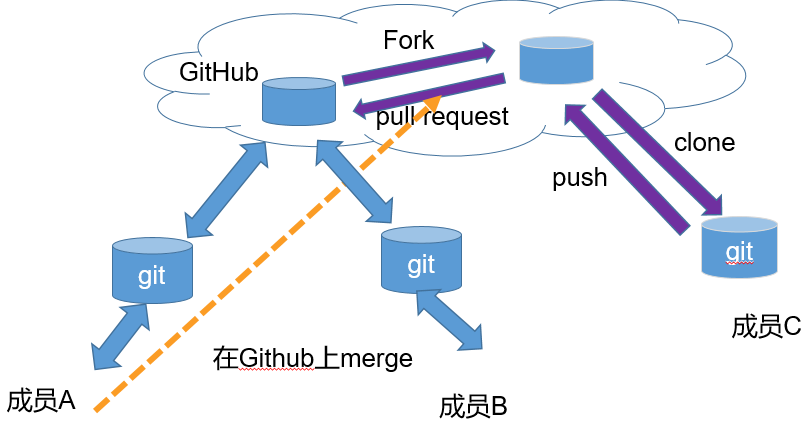 Fork
GitHub
pull request
clone
push
git
git
git
成员C
在Github上merge
成员A
成员B